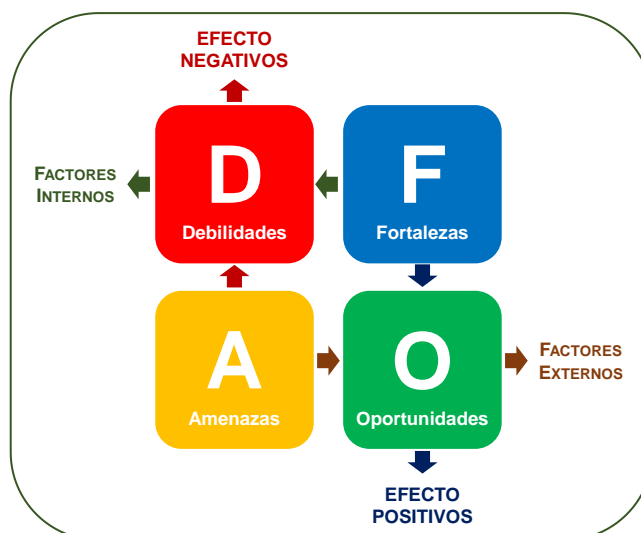 EFECTO
NEGATIVOS
D
Debilidades
F
Fortalezas
FACTORES
INTERNOS
A
Amenazas
O
Oportunidades
FACTORES
EXTERNOS
EFECTO
POSITIVOS